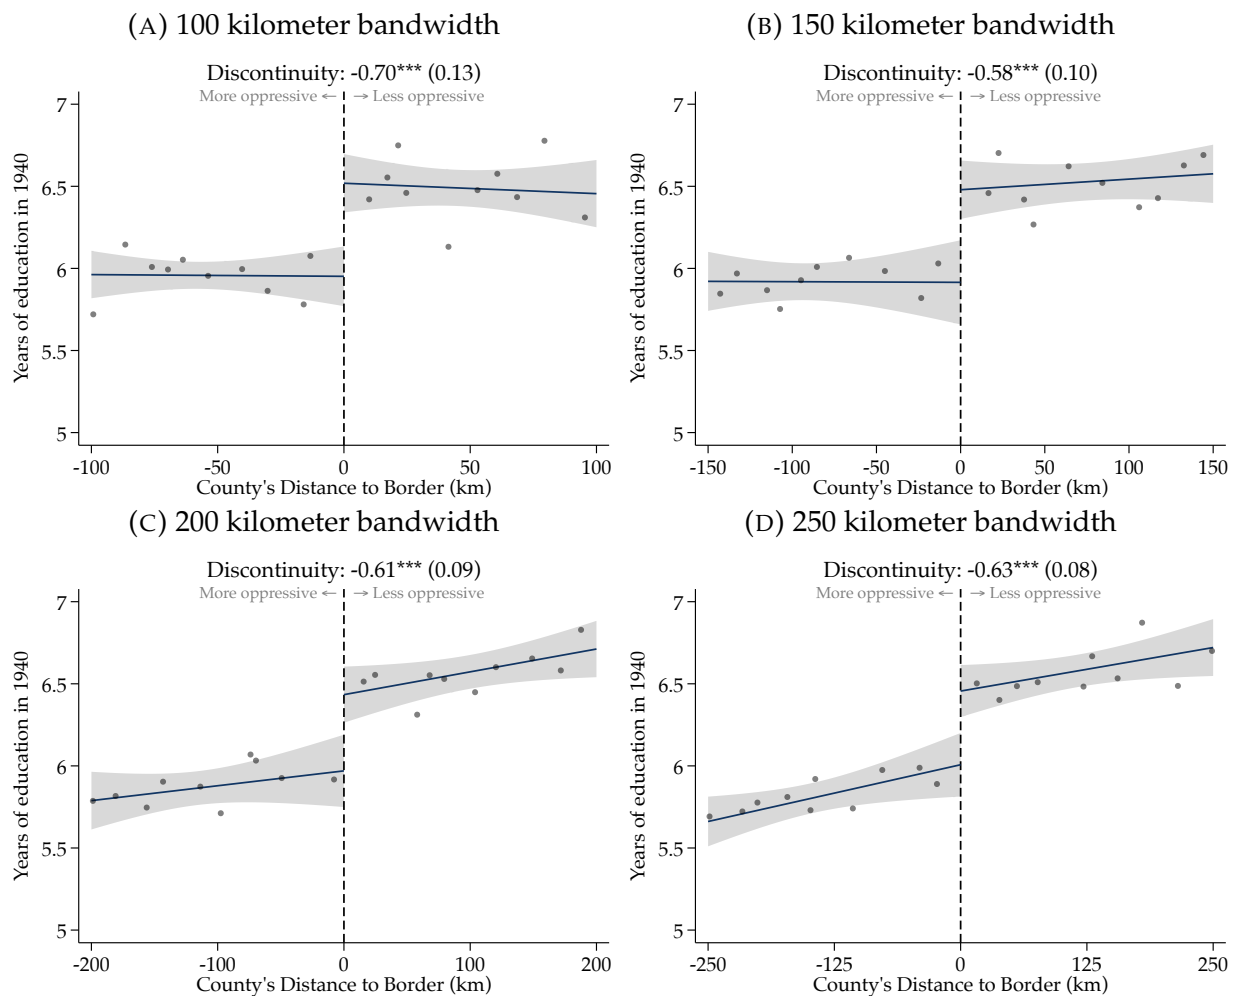 (A) 100 kilometer bandwidth
Discontinuity: -0.70*** (0.13)
More oppressive ← → Less oppressive
Years of education in 1940
7
6.5
6
5.5
5
-100 -50 0 50 100
County's Distance to Border (km)
(B) 150 kilometer bandwidth
Discontinuity: -0.58*** (0.10)
More oppressive ← → Less oppressive
Years of education in 1940
7
6.5
6
5.5
5
-150 -100 -50 0 50 100 150
County's Distance to Border (km)
(C) 200 kilometer bandwidth
Discontinuity: -0.61*** (0.09)
More oppressive ← → Less oppressive
Years of education in 1940
7
6.5
6
5.5
5
-200 -100 0 100 200
County's Distance to Border (km)
(D) 250 kilometer bandwidth
Discontinuity: -0.63*** (0.08)
More oppressive ← → Less oppressive
Years of education in 1940
7
6.5
6
5.5
5
-250 -125 0 125 250
County's Distance to Border (km)